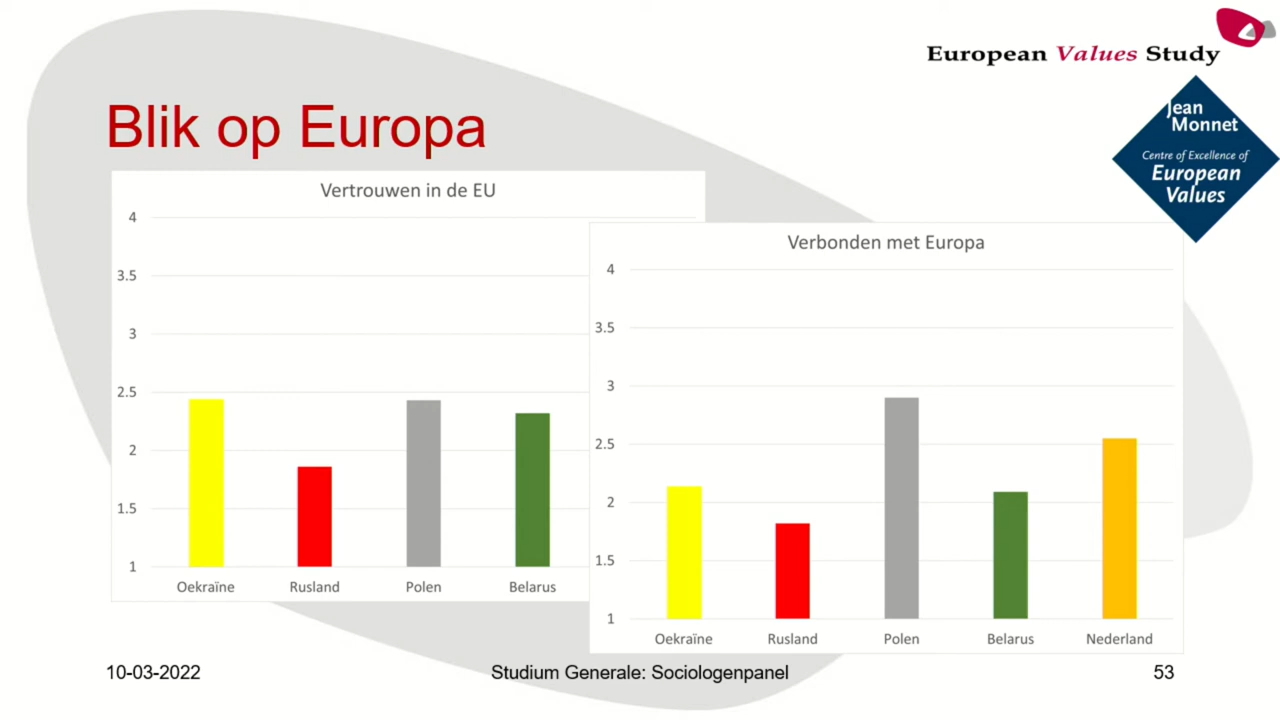 European Values Study
Jean
Monnet
Centre of Excellence of
European
Values
Blik op Europa
Vertrouwen in de EU
4
3.5
3
2.5
2
1.5
1
Oekraïne Rusland Polen Belarus
Verbonden met Europa
4
3.5
3
2.5
2
1.5
1
Oekraïne Rusland Polen Belarus Nederland
10-03-2022 Studium Generale: Sociologenpanel 53